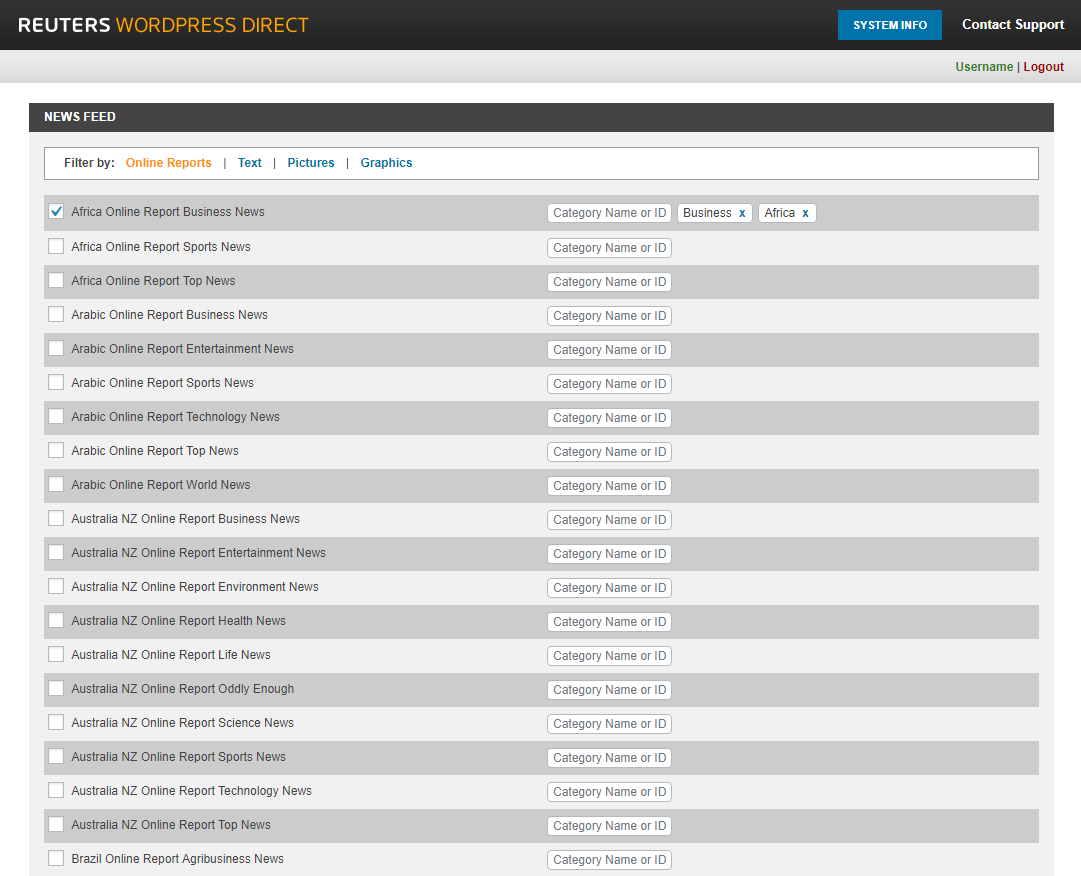 REUTERS WORDPRESS DIRECT SYSTEM INFO Contact Support
Username | Logout
NEWS FEED
Filter by: Online Reports | Text | Pictures | Graphics
Africa Online Report Business News Category Name or ID Business x Africa x
Africa Online Report Sports News Category Name or ID
Africa Online Report Top News Category Name or ID
Arabic Online Report Business News Category Name or ID
Arabic Online Report Entertainment News Category Name or ID
Arabic Online Report Sports News Category Name or ID
Arabic Online Report Technology News Category Name or ID
Arabic Online Report Top News Category Name or ID
Arabic Online Report World News Category Name or ID
Australia NZ Online Report Business News Category Name or ID
Australia NZ Online Report Entertainment News Category Name or ID
Australia NZ Online Report Environment News Category Name or ID
Australia NZ Online Report Health News Category Name or ID
Australia NZ Online Report Life News Category Name or ID
Australia NZ Online Report Oddly Enough Category Name or ID
Australia NZ Online Report Science News Category Name or ID
Australia NZ Online Report Sports News Category Name or ID
Australia NZ Online Report Technology News Category Name or ID
Australia NZ Online Report Top News Category Name or ID
Brazil Online Report Agribusiness News Category Name or ID